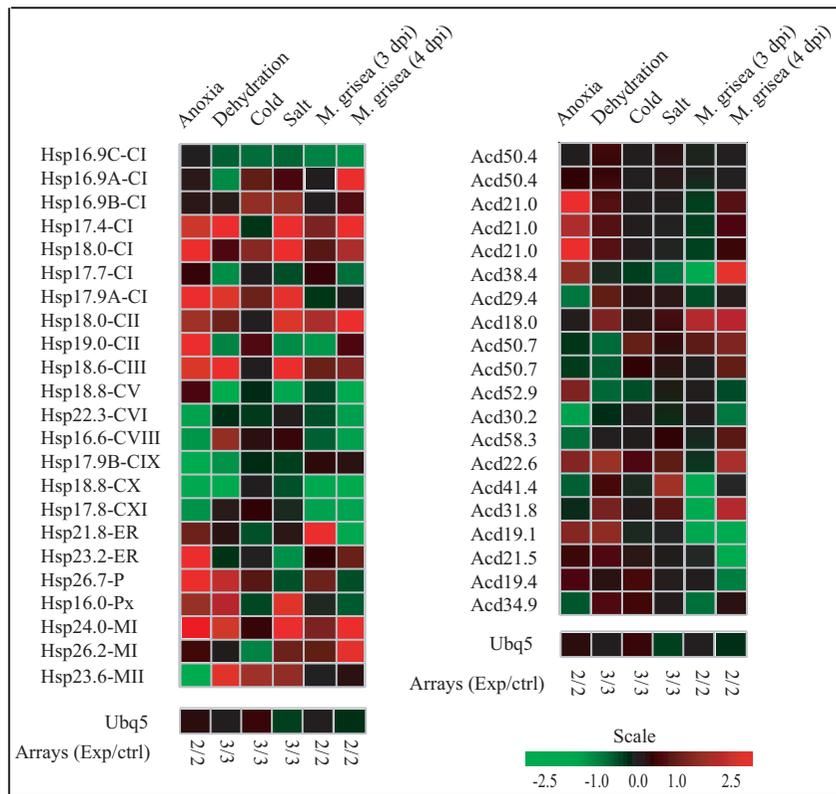 Anoxia
Dehydration
Cold
Salt
M. grisea (3 dpi)
M. grisea (4 dpi)
Hsp16.9C-CI
Hsp16.9A-CI
Hsp16.9B-CI
Hsp17.4-CI
Hsp18.0-CI
Hsp17.7-CI
Hsp17.9A-CI
Hsp18.0-CII
Hsp19.0-CII
Hsp18.6-CIII
Hsp18.8-CV
Hsp22.3-CVI
Hsp16.6-CVIII
Hsp17.9B-CIX
Hsp18.8-CX
Hsp17.8-CXI
Hsp21.8-ER
Hsp23.2-ER
Hsp26.7-P
Hsp16.0-Px
Hsp24.0-MI
Hsp26.2-MI
Hsp23.6-MII
Ubq5
Arrays (Exp/ctrl)
2/2
3/3
3/3
3/3
2/2
2/2
Anoxia
Dehydration
Cold
Salt
M. grisea (3 dpi)
M. grisea (4 dpi)
Acd50.4
Acd50.4
Acd21.0
Acd21.0
Acd21.0
Acd38.4
Acd29.4
Acd18.0
Acd50.7
Acd50.7
Acd52.9
Acd30.2
Acd58.3
Acd22.6
Acd41.4
Acd31.8
Acd19.1
Acd21.5
Acd19.4
Acd34.9
Ubq5
Arrays (Exp/ctrl)
2/2
3/3
3/3
3/3
2/2
2/2
Scale
-2.5 -1.0 0.0 1.0 2.5